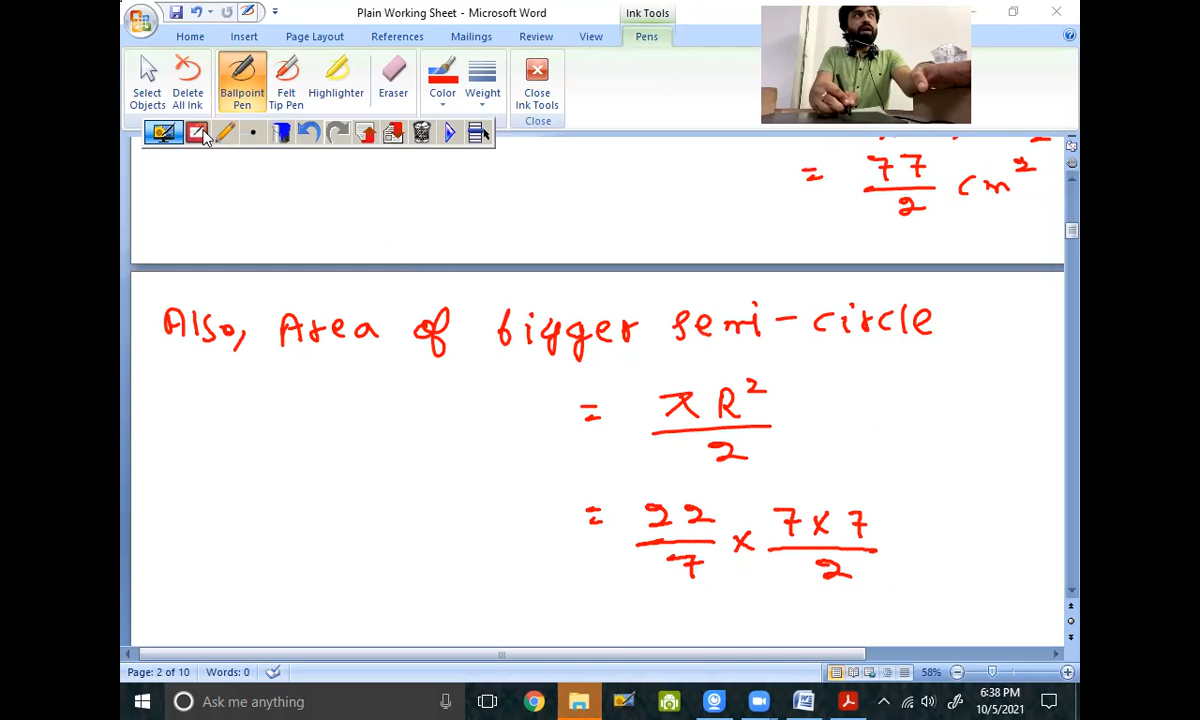 Plain Working Sheet - Microsoft Word
Ink Tools
Home Insert Page Layout References Mailings Review View Pens
Select Objects
Delete All Ink
Ballpoint Pen
Felt Tip Pen
Highlighter
Eraser
Color
Weight
Close Ink Tools
Close
= 77/2 cm²
Also, Area of bigger semi-circle
= πR²/2
= 22/7 × 7×7/2
Page: 2 of 10 Words: 0 58%
Ask me anything
6:38 PM
10/5/2021